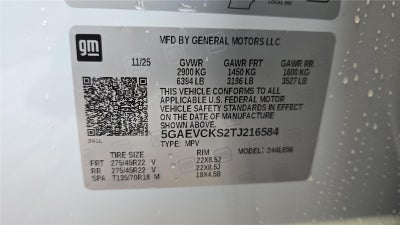 LOCAL 602
gm
MFD BY GENERAL MOTORS LLC
11/25 GVWR GAWR FRT GAWR RR
2900 KG 1450 KG 1600 KG
6394 LB 3196 LB 3527 LB
THIS VEHICLE CONFORMS TO ALL
APPLICABLE U.S. FEDERAL MOTOR
VEHICLE SAFETY STANDARDS IN EFFECT
ON THE DATE OF MANUFACTURE
SHOWN ABOVE.
5GAEVCKS2TJ216584
TYPE: MPV
TIRE SIZE RIM
FRT 275/45R22 V 22X8.5J
RR 275/45R22 V 22X8.5J
SPA T135/70R18 M 18X4.5B